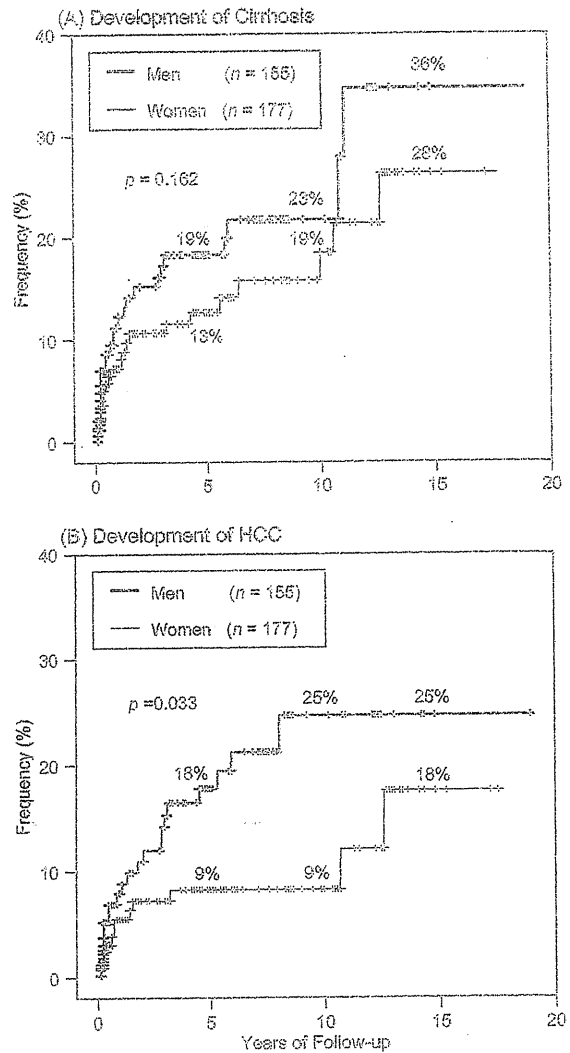 (A) Development of Cirrhosis
40
30
20
10
0
Frequency (%)
Men (n = 155)
Women (n = 177)
p = 0.162
36%
28%
23%
19%
19%
13%
0 5 10 15 20
(B) Development of HCC
40
30
20
10
0
Frequency (%)
Men (n = 155)
Women (n = 177)
p =0.033
25% 25%
18% 18%
9% 9%
0 5 10 15 20
Years of Follow-up